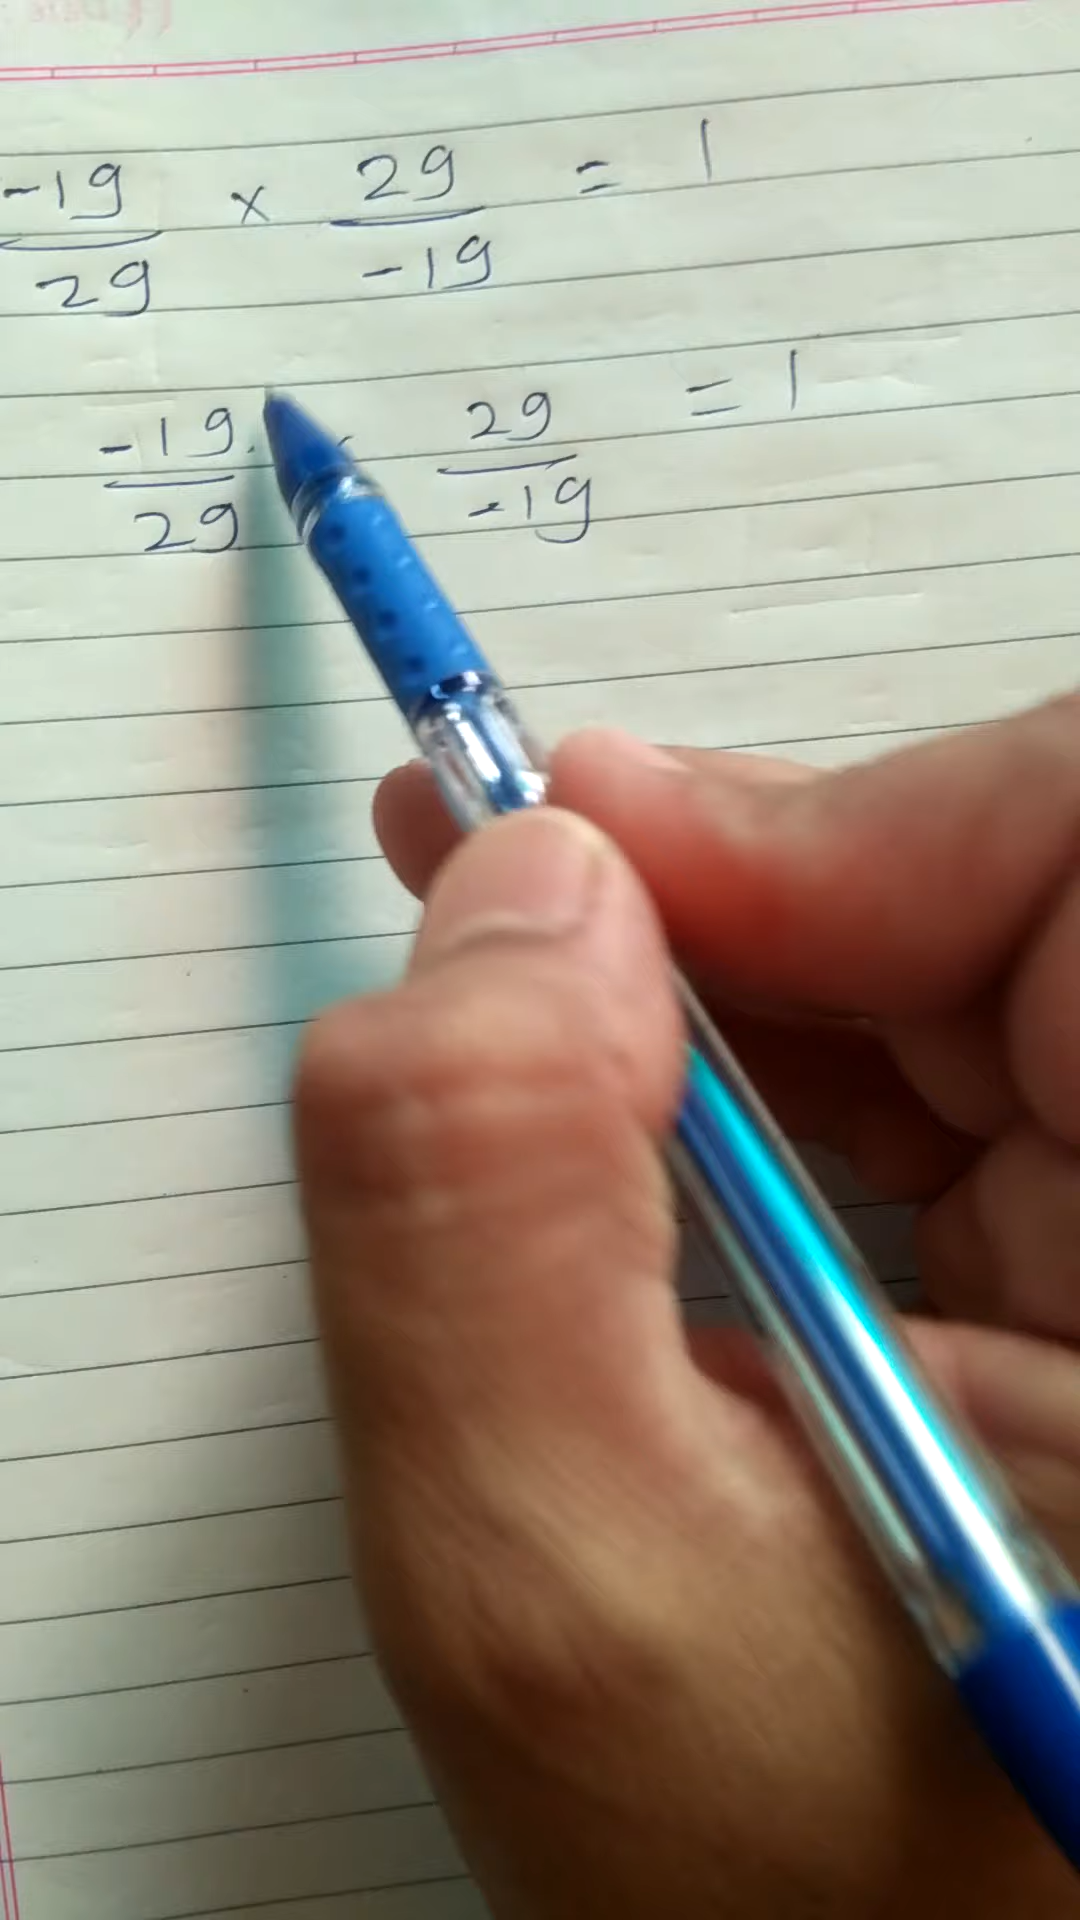 -19/29 × 29/-19 = 1
-19/29 29/-19 = 1